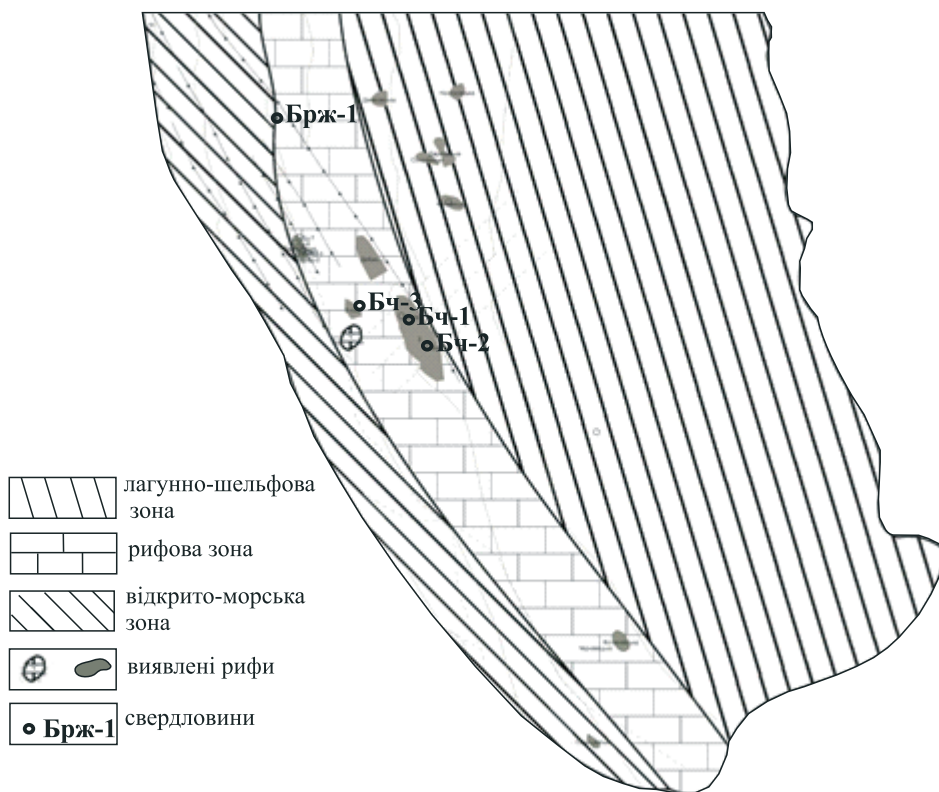 Брж-1
Бч-3
Бч-1
Бч-2
лагунно-шельфова
зона
рифова зона
відкрито-морська
зона
виявлені рифи
Брж-1
свердловини